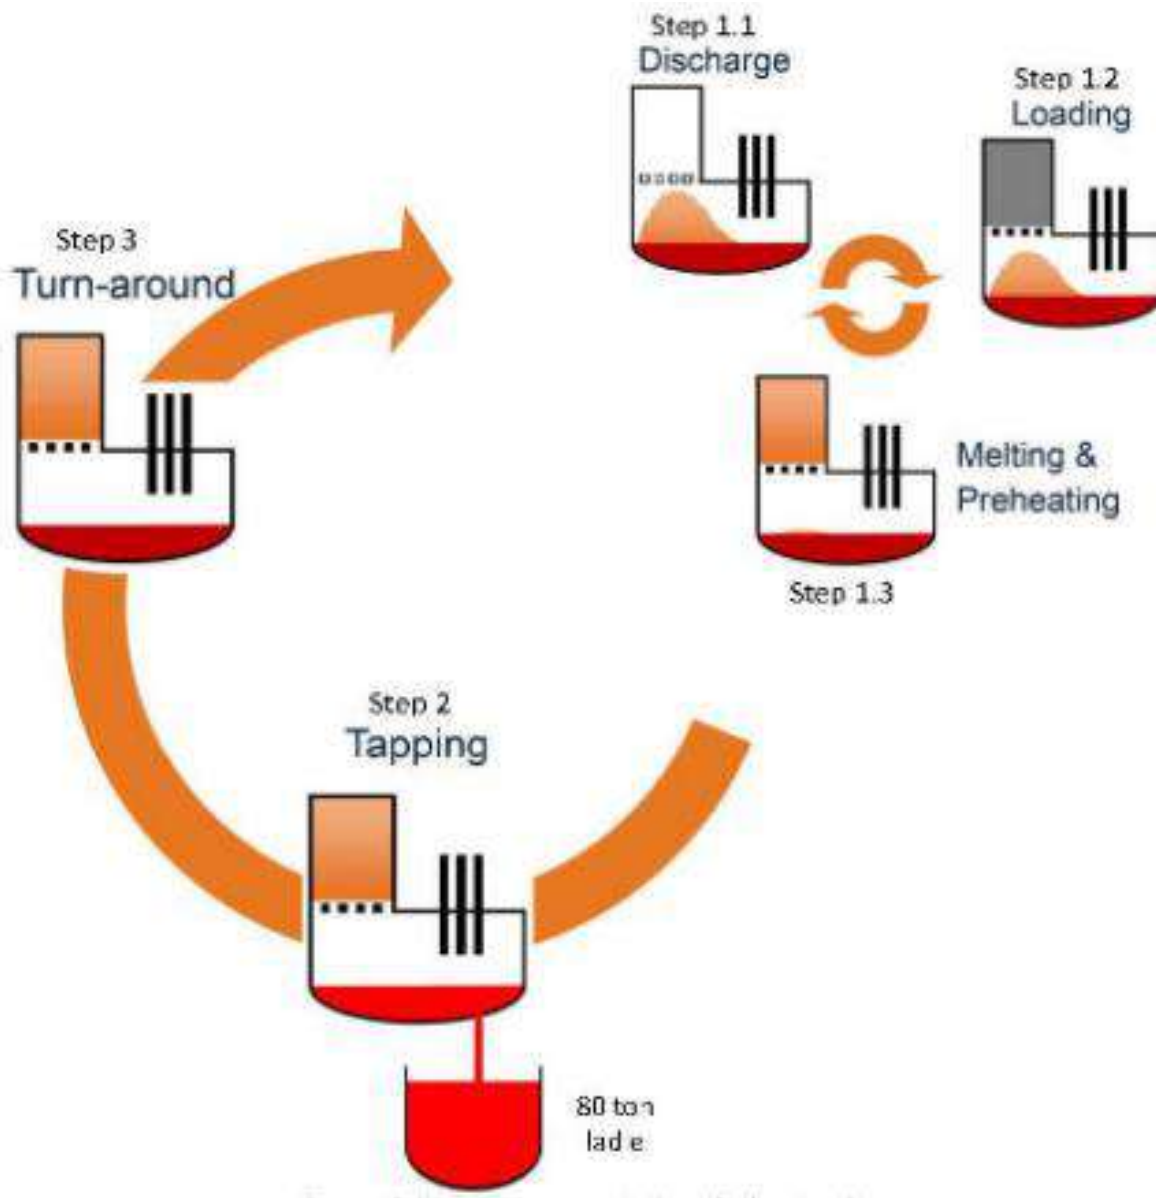 Step 1.1
Discharge
Step 1.2
Loading
Step 3
Turn-around
Melting &
Preheating
Step 1.3
Step 2
Tapping
80 ton
ladle